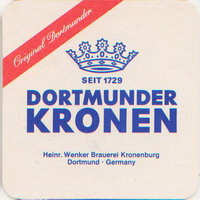 Original Dortmunder
SEIT 1729
DORTMUNDER
KRONEN
Heinr. Wenker Brauerei Kronenburg
Dortmund · Germany